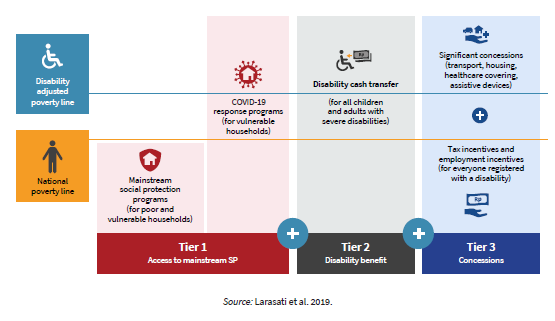 Disability
adjusted
poverty line
National
poverty line
Mainstream
social protection
programs
(for poor and
vulnerable households)
COVID-19
response programs
(for vulnerable
households)
Rp
Disability cash transfer
(for all children
and adults with
severe disabilities)
Significant concessions
(transport, housing,
healthcare covering,
assistive devices)
Tax incentives and
employment incentives
(for everyone registered
with a disability)
Rp
Tier 1
Access to mainstream SP
Tier 2
Disability benefit
Tier 3
Concessions
Source: Larasati et al. 2019.